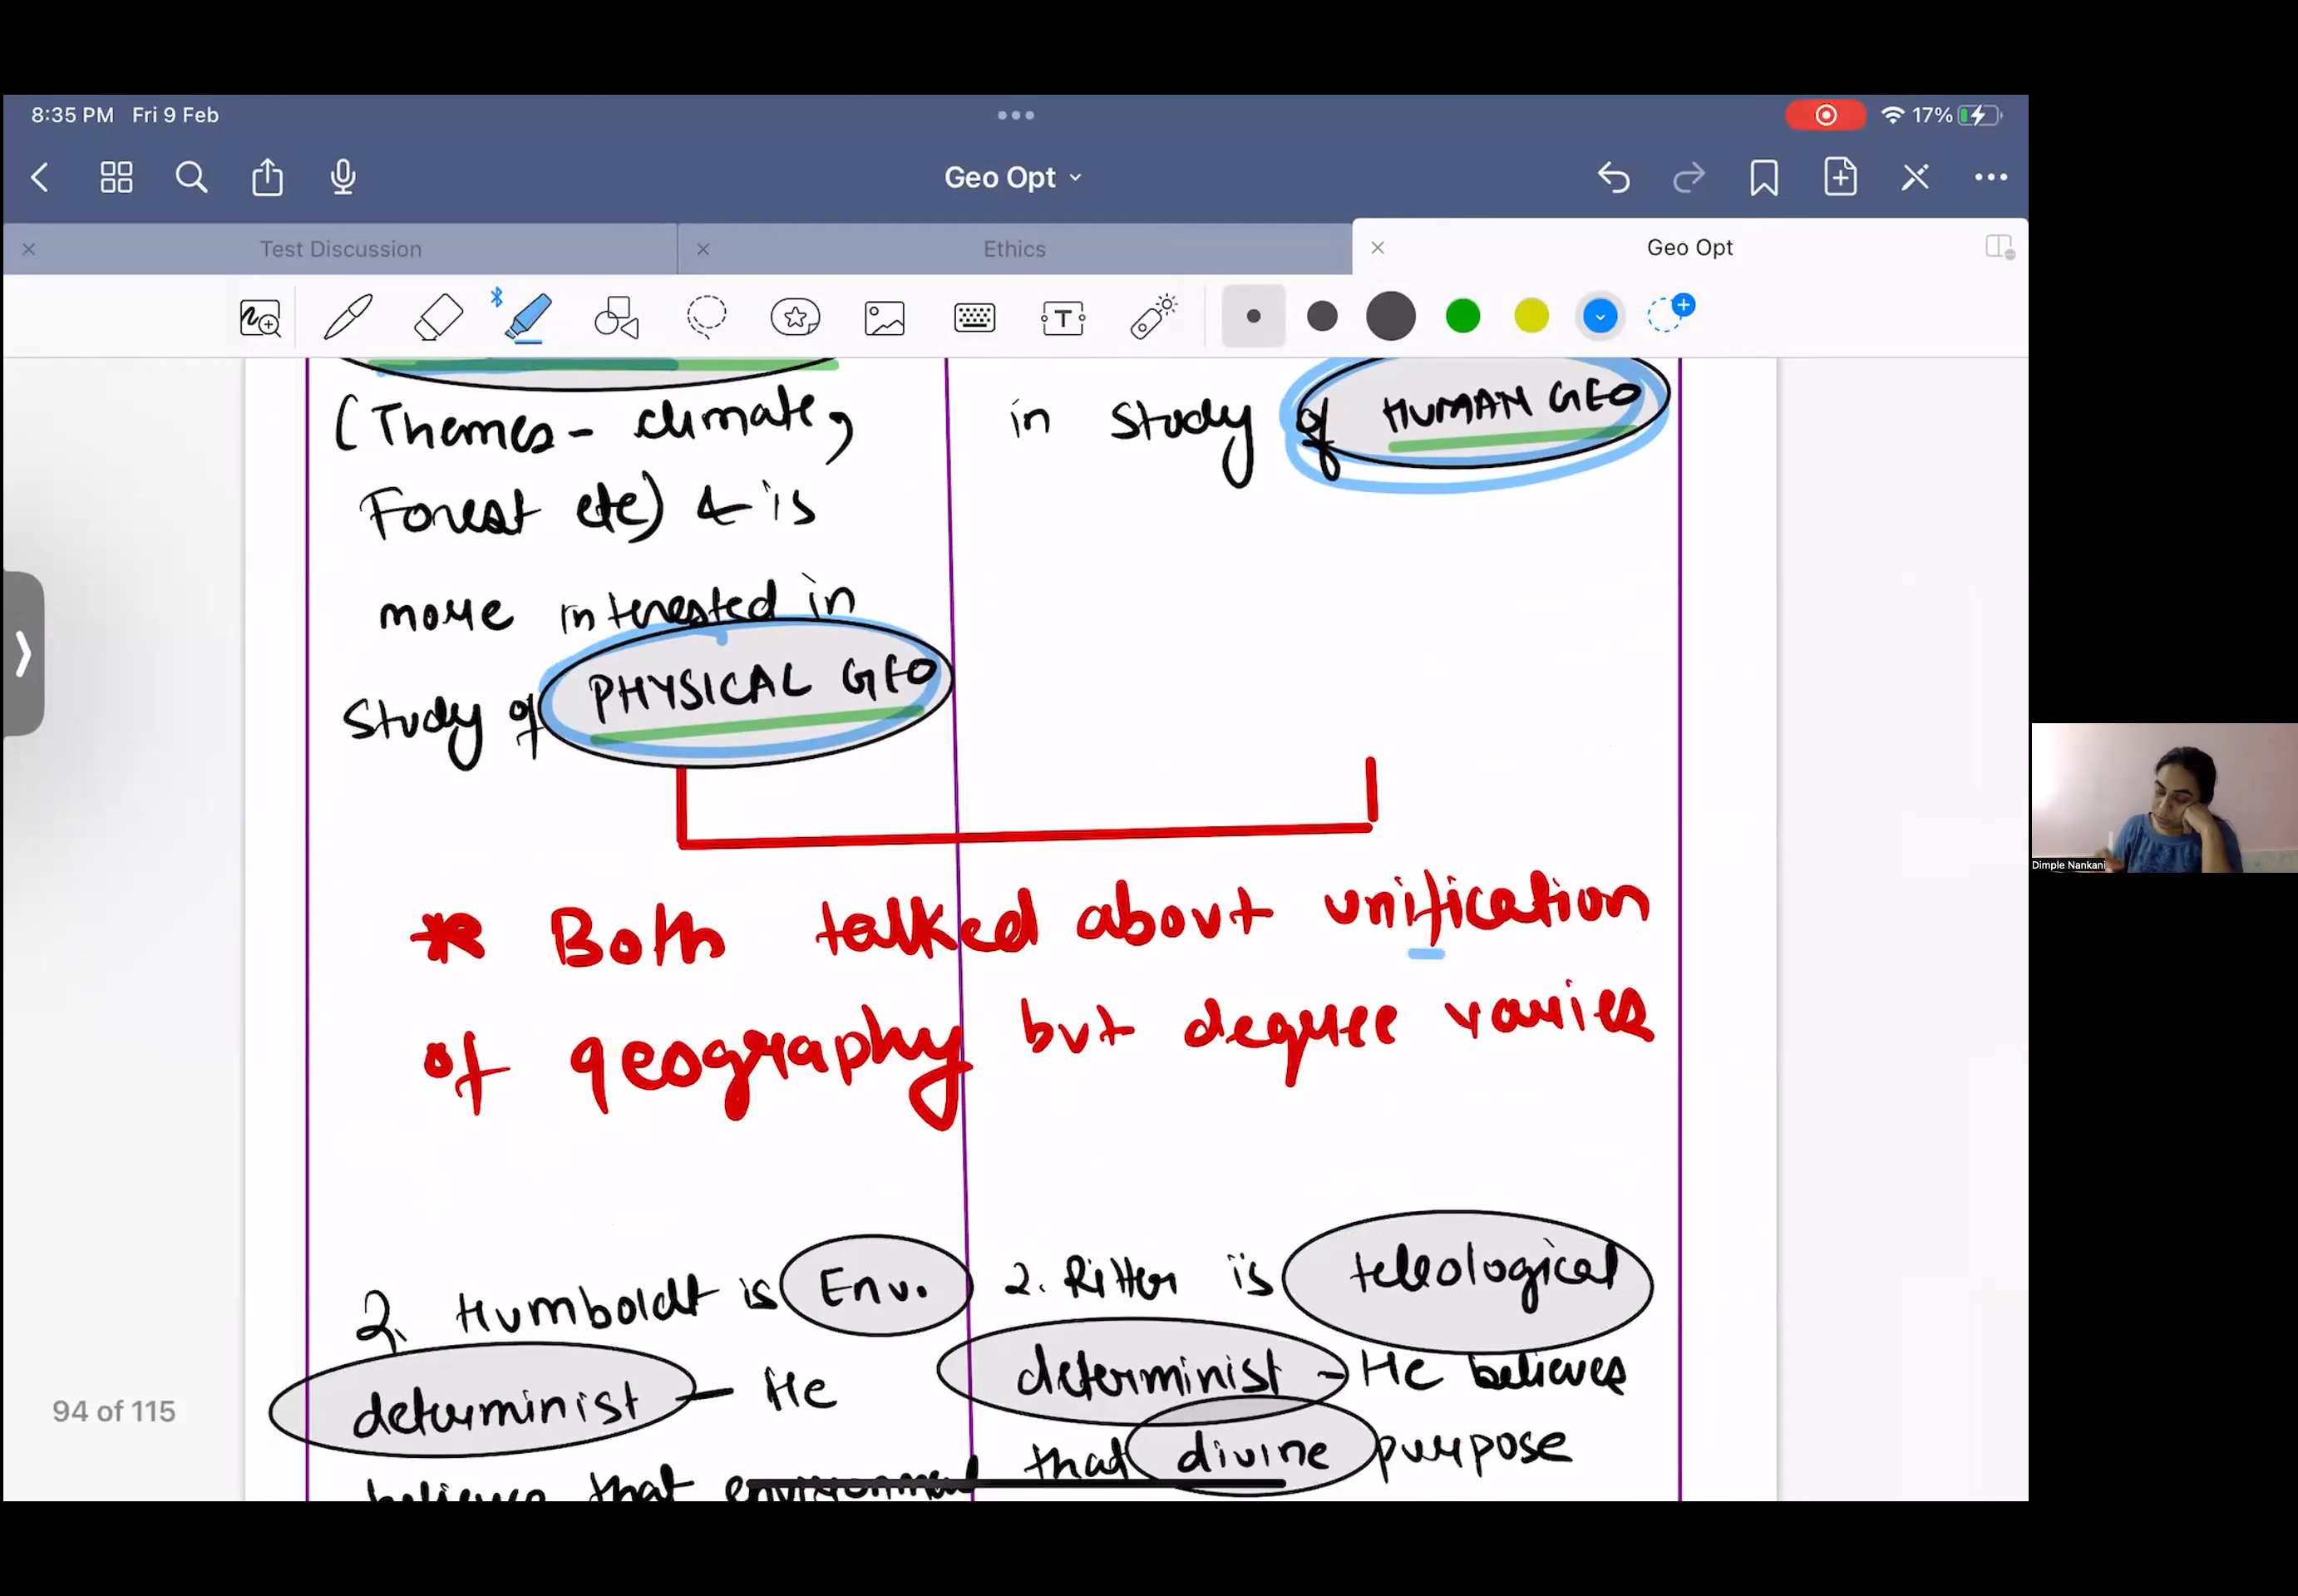 8:35 PM Fri 9 Feb
17%
Geo Opt
Test Discussion
Ethics
Geo Opt
T
(Themes - climate,
Forest etc) & is
more interested in
Study of PHYSICAL GEO
in study of HUMAN GEO
* Both talked about unification
of geography but degree varies
2. Humboldt is Env.
determinist - He
believes that environment
2. Ritter is teleological
determinist - He believes
that divine purpose
94 of 115
Dimple Nankani